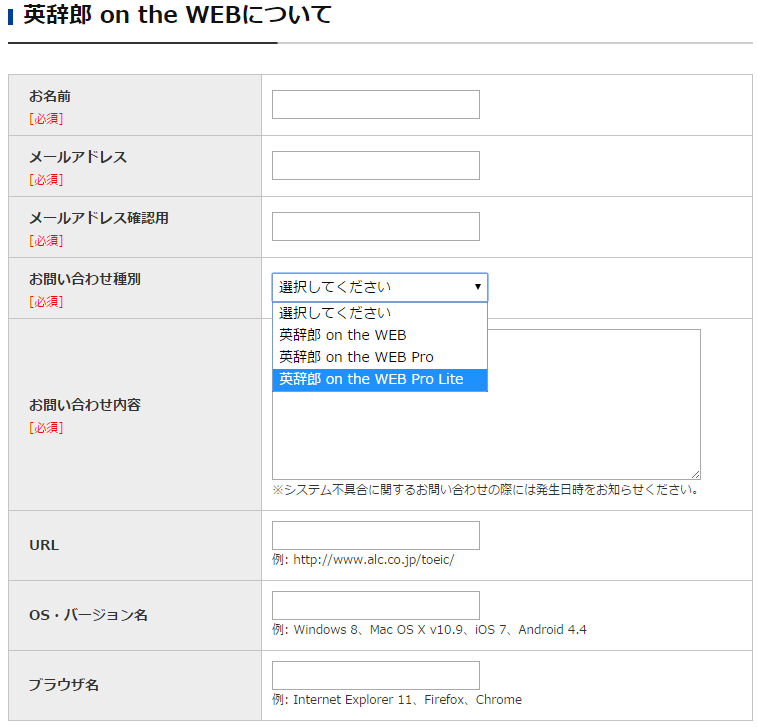 英辞郎 on the WEBについて
お名前
[必須]
メールアドレス
[必須]
メールアドレス確認用
[必須]
お問い合わせ種別
[必須]
選択してください
選択してください
英辞郎 on the WEB
英辞郎 on the WEB Pro
英辞郎 on the WEB Pro Lite
お問い合わせ内容
[必須]
※システム不具合に関するお問い合わせの際には発生日時をお知らせください。
URL
例: http://www.alc.co.jp/toeic/
OS・バージョン名
例: Windows 8、Mac OS X v10.9、iOS 7、Android 4.4
ブラウザ名
例: Internet Explorer 11、Firefox、Chrome